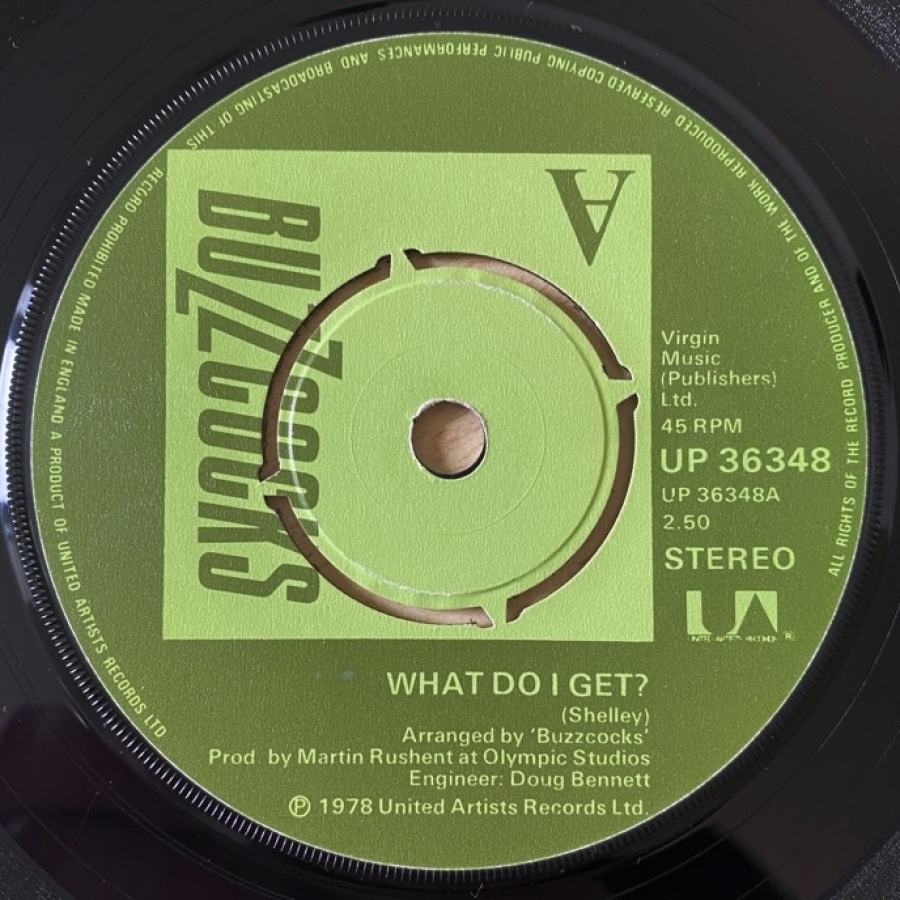 ALL RIGHTS OF THE RECORD PRODUCER AND OF THE WORK REPRODUCED RESERVED COPYING PUBLIC PERFORMANCES AND BROADCASTING OF THIS RECORD PROHIBITED MADE IN ENGLAND A PRODUCT OF UNITED ARTISTS RECORDS LTD
A
BUZZCOCKS
Virgin
Music
(Publishers)
Ltd.
45 RPM
UP 36348
UP 36348A
2.50
STEREO
UA
UNITED ARTISTS RECORDS ®
WHAT DO I GET?
(Shelley)
Arranged by 'Buzzcocks'
Prod. by Martin Rushent at Olympic Studios
Engineer: Doug Bennett
℗ 1978 United Artists Records Ltd.